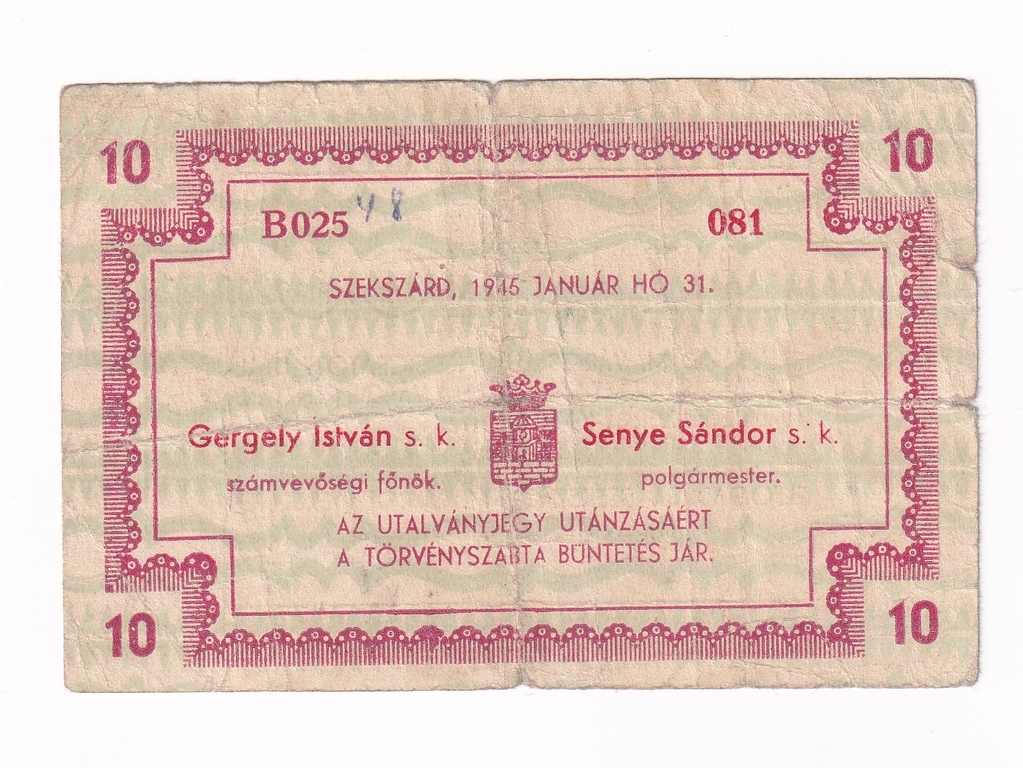 10 10
B025 48 081
SZEKSZÁRD, 1945 JANUÁR HÓ 31.
Gergely István s. k. Senye Sándor s. k.
számvevőségi főnök. polgármester.
AZ UTALVÁNYJEGY UTÁNZÁSÁÉRT
A TÖRVÉNYSZABTA BÜNTETÉS JÁR.
10 10